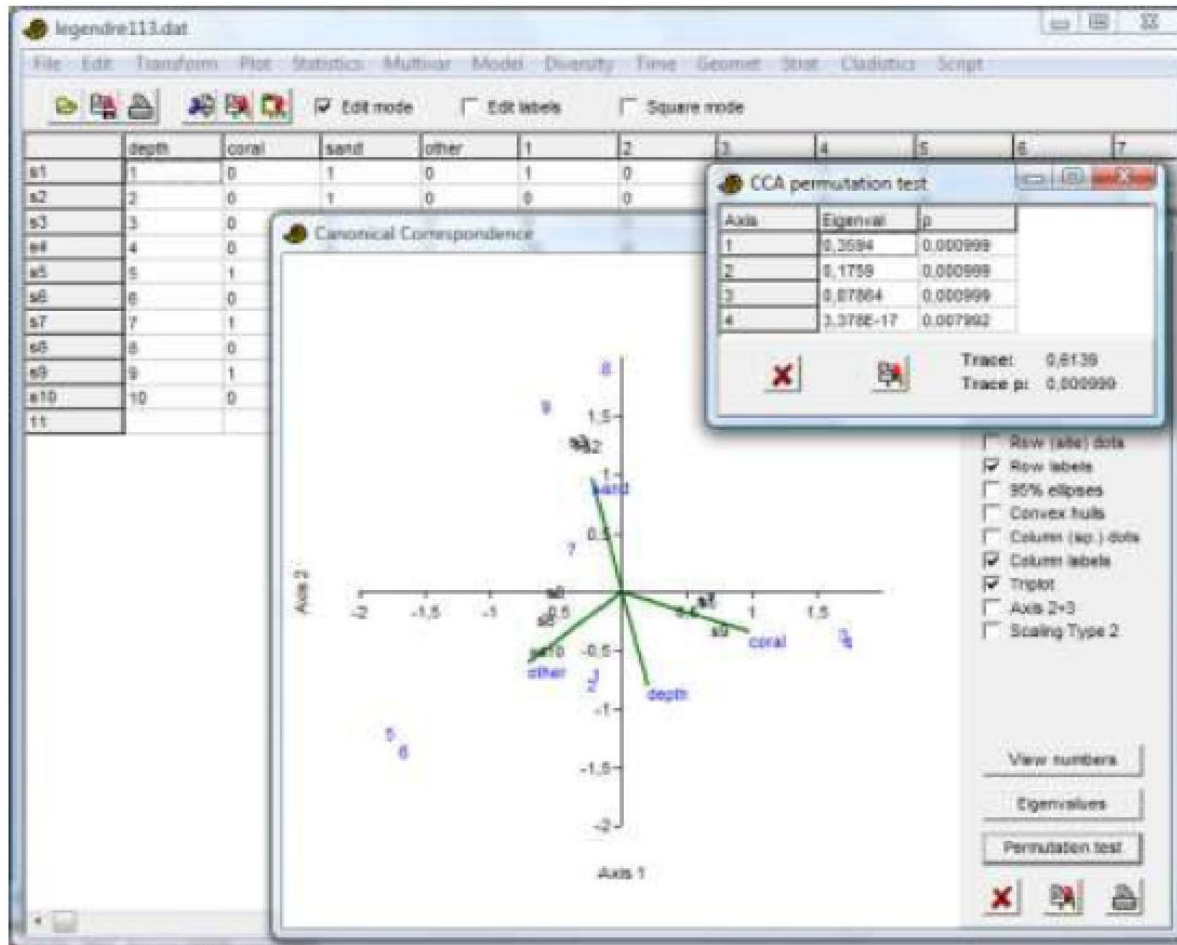 legendre113.dat
File Edit Transform Plot Statistics Multivar Model Diversity Time Geomet Strat Cladistics Script
Edit mode Edit labels Square mode
depth coral sand other 1 2 3 4 5 6 7
s1 1 0 1 0 1 0
s2 2 0 1 0 0 0
s3 3 0
s4 4 0
s5 5 1
s6 6 0
s7 7 1
s8 8 0
s9 9 1
s10 10 0
11
CCA permutation test
Axis Eigenval p
1 0,3694 0,000999
2 0,1759 0,000999
3 0,07864 0,000999
4 3,378E-17 0,007992
Trace: 0,6139
Trace p: 0,000999
Canonical Correspondence
8
9
1,5
1
sand
0,5
7
Axis 2
-2 -1,5 -1 1 1,5
s9
coral
-0,5
other
depth
-1
5
6
-1,5
-2
Axis 1
Row (site) dots
Row labels
95% ellipses
Convex hulls
Column (sp.) dots
Column labels
Triplot
Axis 2+3
Scaling Type 2
View numbers
Eigenvalues
Permutation test